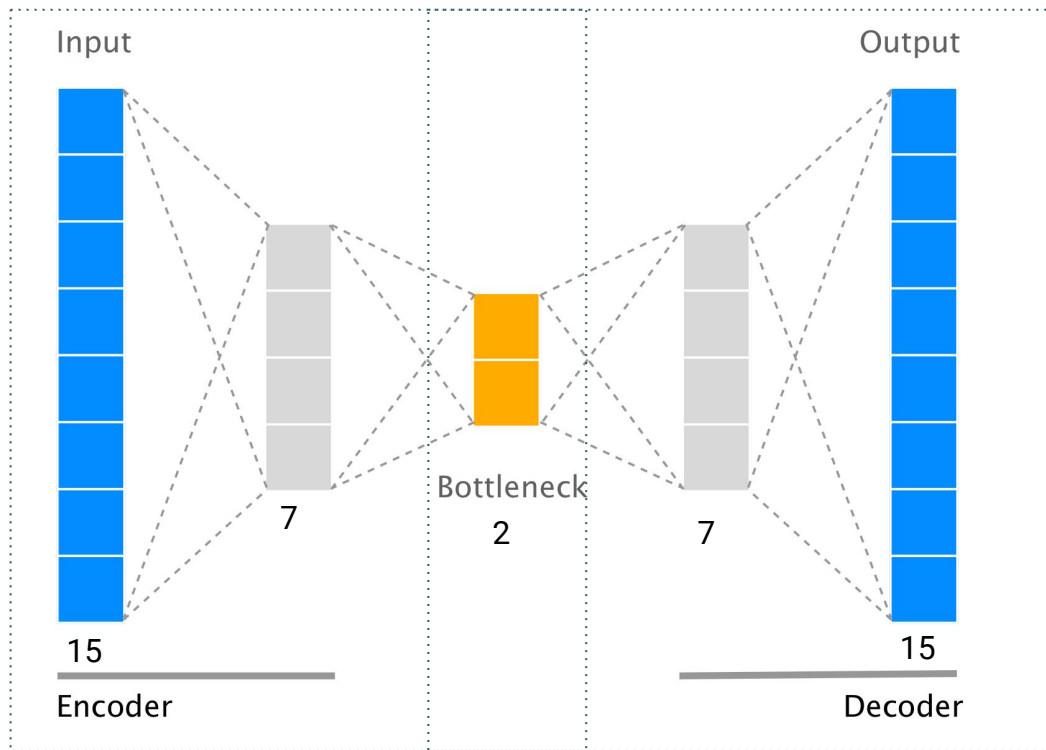 Input
Output
7
Bottleneck
2
7
15
15
Encoder
Decoder